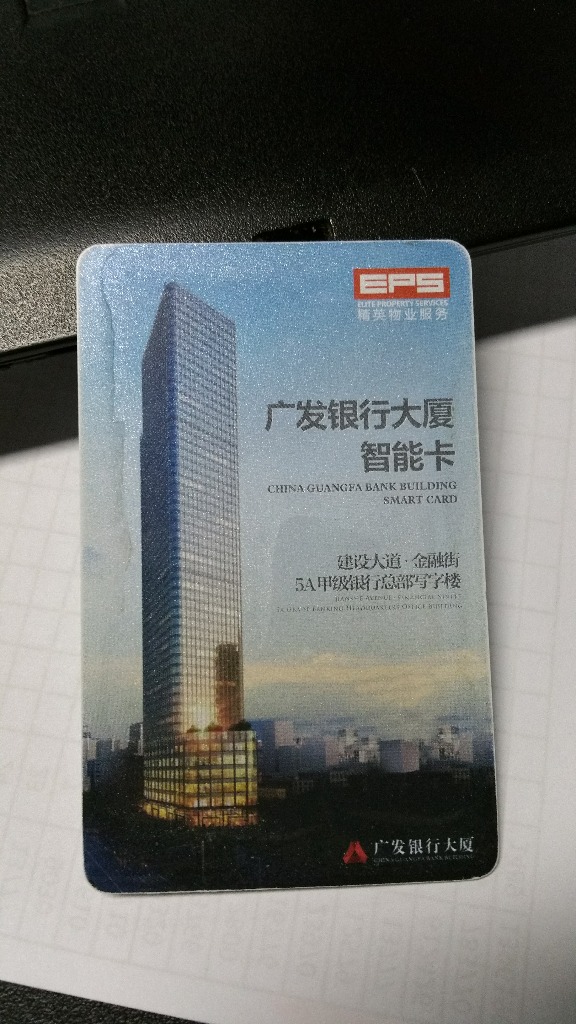 EPS
ELITE PROPERTY SERVICES
精英物业服务
广发银行大厦
智能卡
CHINA GUANGFA BANK BUILDING
SMART CARD
建设大道·金融街
5A甲级银行总部写字楼
广发银行大厦
CHINA GUANGFA BANK BUILDING